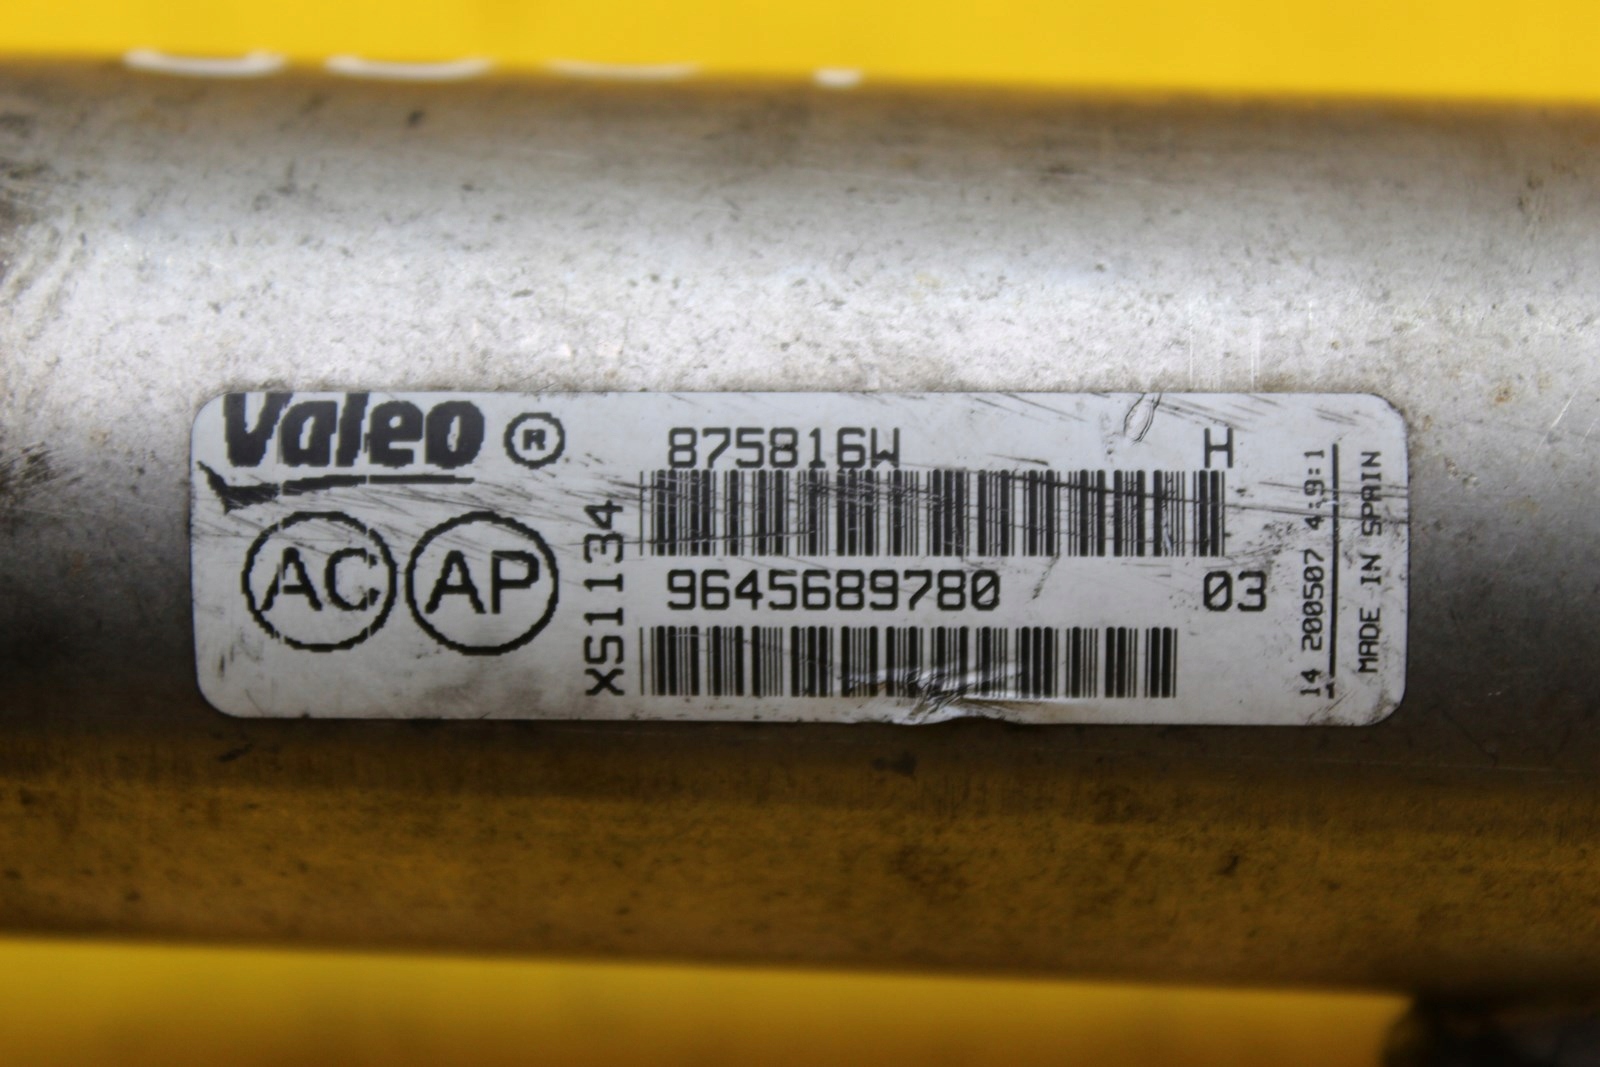 Valeo ®
875816W H
AC AP
XS1134
9645689780 03
14 200507 4:9:1
MADE IN SPAIN